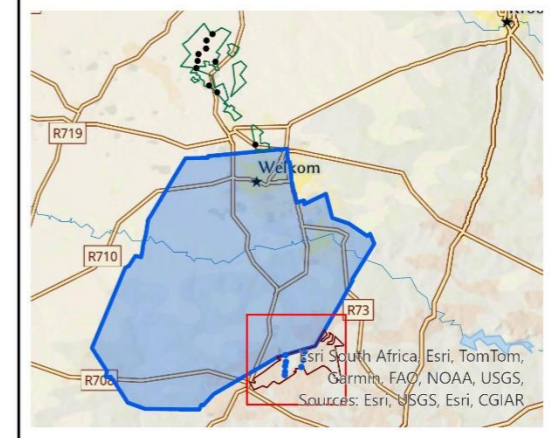 R719
Welkom
R710
R73
R708
Esri South Africa, Esri, TomTom,
Garmin, FAO, NOAA, USGS,
Sources: Esri, USGS, Esri, CGIAR